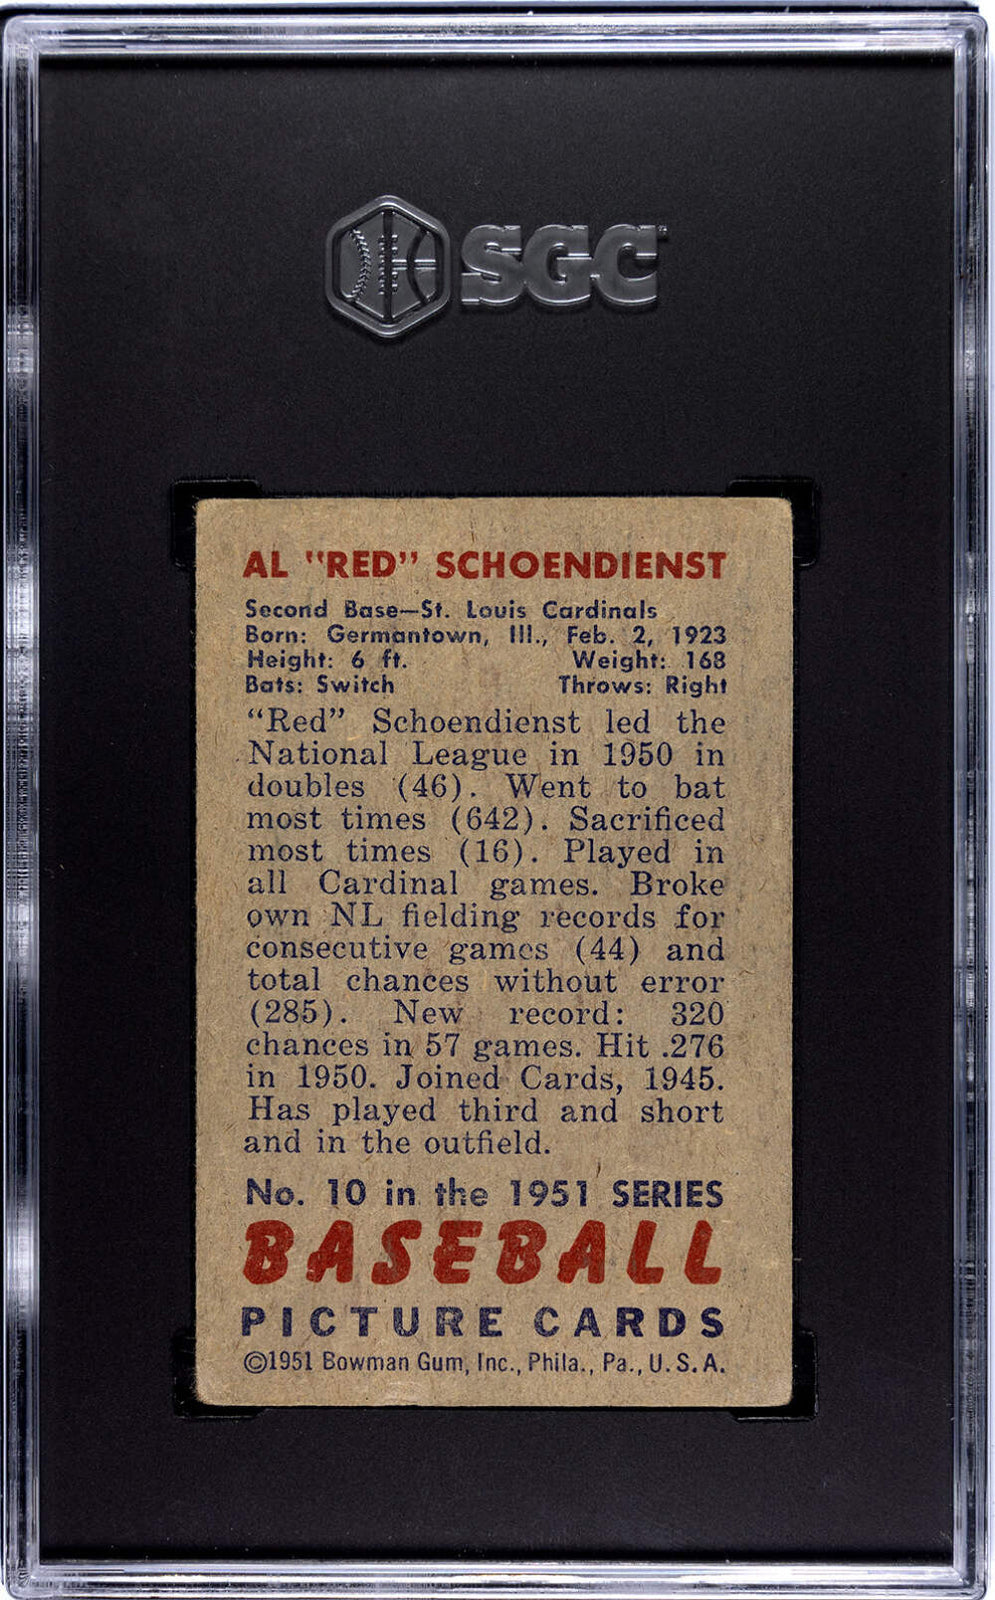 SGC
AL "RED" SCHOENDIENST
Second Base—St. Louis Cardinals
Born: Germantown, Ill., Feb. 2, 1923
Height: 6 ft. Weight: 168
Bats: Switch Throws: Right
"Red" Schoendienst led the
National League in 1950 in
doubles (46). Went to bat
most times (642). Sacrificed
most times (16). Played in
all Cardinal games. Broke
own NL fielding records for
consecutive games (44) and
total chances without error
(285). New record: 320
chances in 57 games. Hit .276
in 1950. Joined Cards, 1945.
Has played third and short
and in the outfield.
No. 10 in the 1951 SERIES
BASEBALL
PICTURE CARDS
©1951 Bowman Gum, Inc., Phila., Pa., U.S.A.